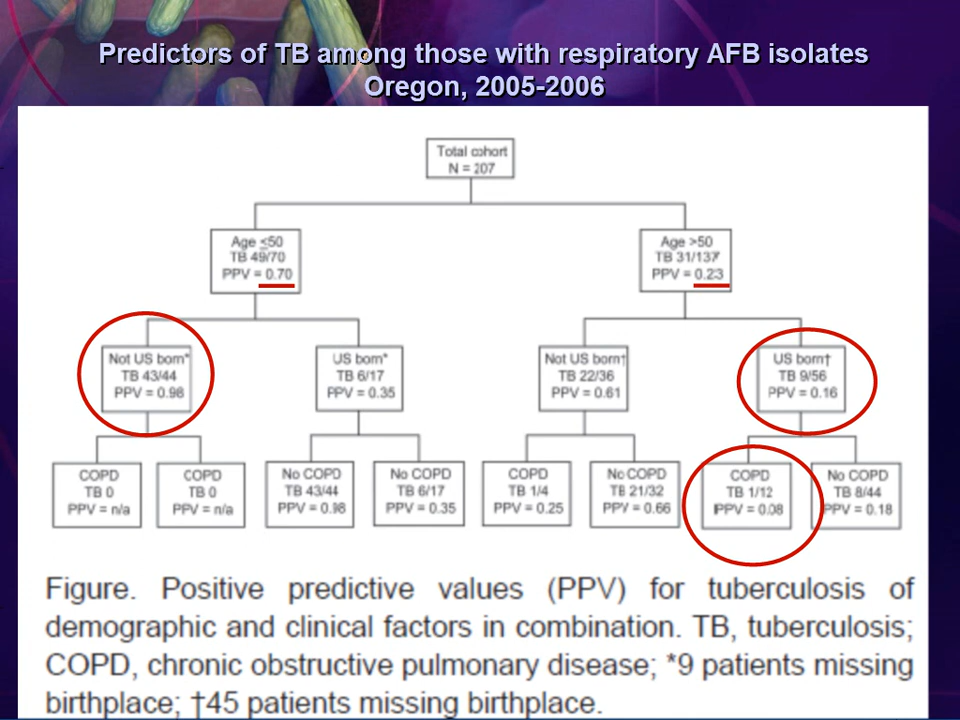 Predictors of TB among those with respiratory AFB isolates
Oregon, 2005-2006
Total cohort
N = 207
Age ≤50
TB 49/70
PPV = 0.70
Age >50
TB 31/137
PPV = 0.23
Not US born*
TB 43/44
PPV = 0.98
US born*
TB 6/17
PPV = 0.35
Not US born†
TB 22/36
PPV = 0.61
US born†
TB 9/56
PPV = 0.16
COPD
TB 0
PPV = n/a
COPD
TB 0
PPV = n/a
No COPD
TB 43/44
PPV = 0.98
No COPD
TB 6/17
PPV = 0.35
COPD
TB 1/4
PPV = 0.25
No COPD
TB 21/32
PPV = 0.66
COPD
TB 1/12
PPV = 0.08
No COPD
TB 8/44
PPV = 0.18
Figure. Positive predictive values (PPV) for tuberculosis of
demographic and clinical factors in combination. TB, tuberculosis;
COPD, chronic obstructive pulmonary disease; *9 patients missing
birthplace; †45 patients missing birthplace.